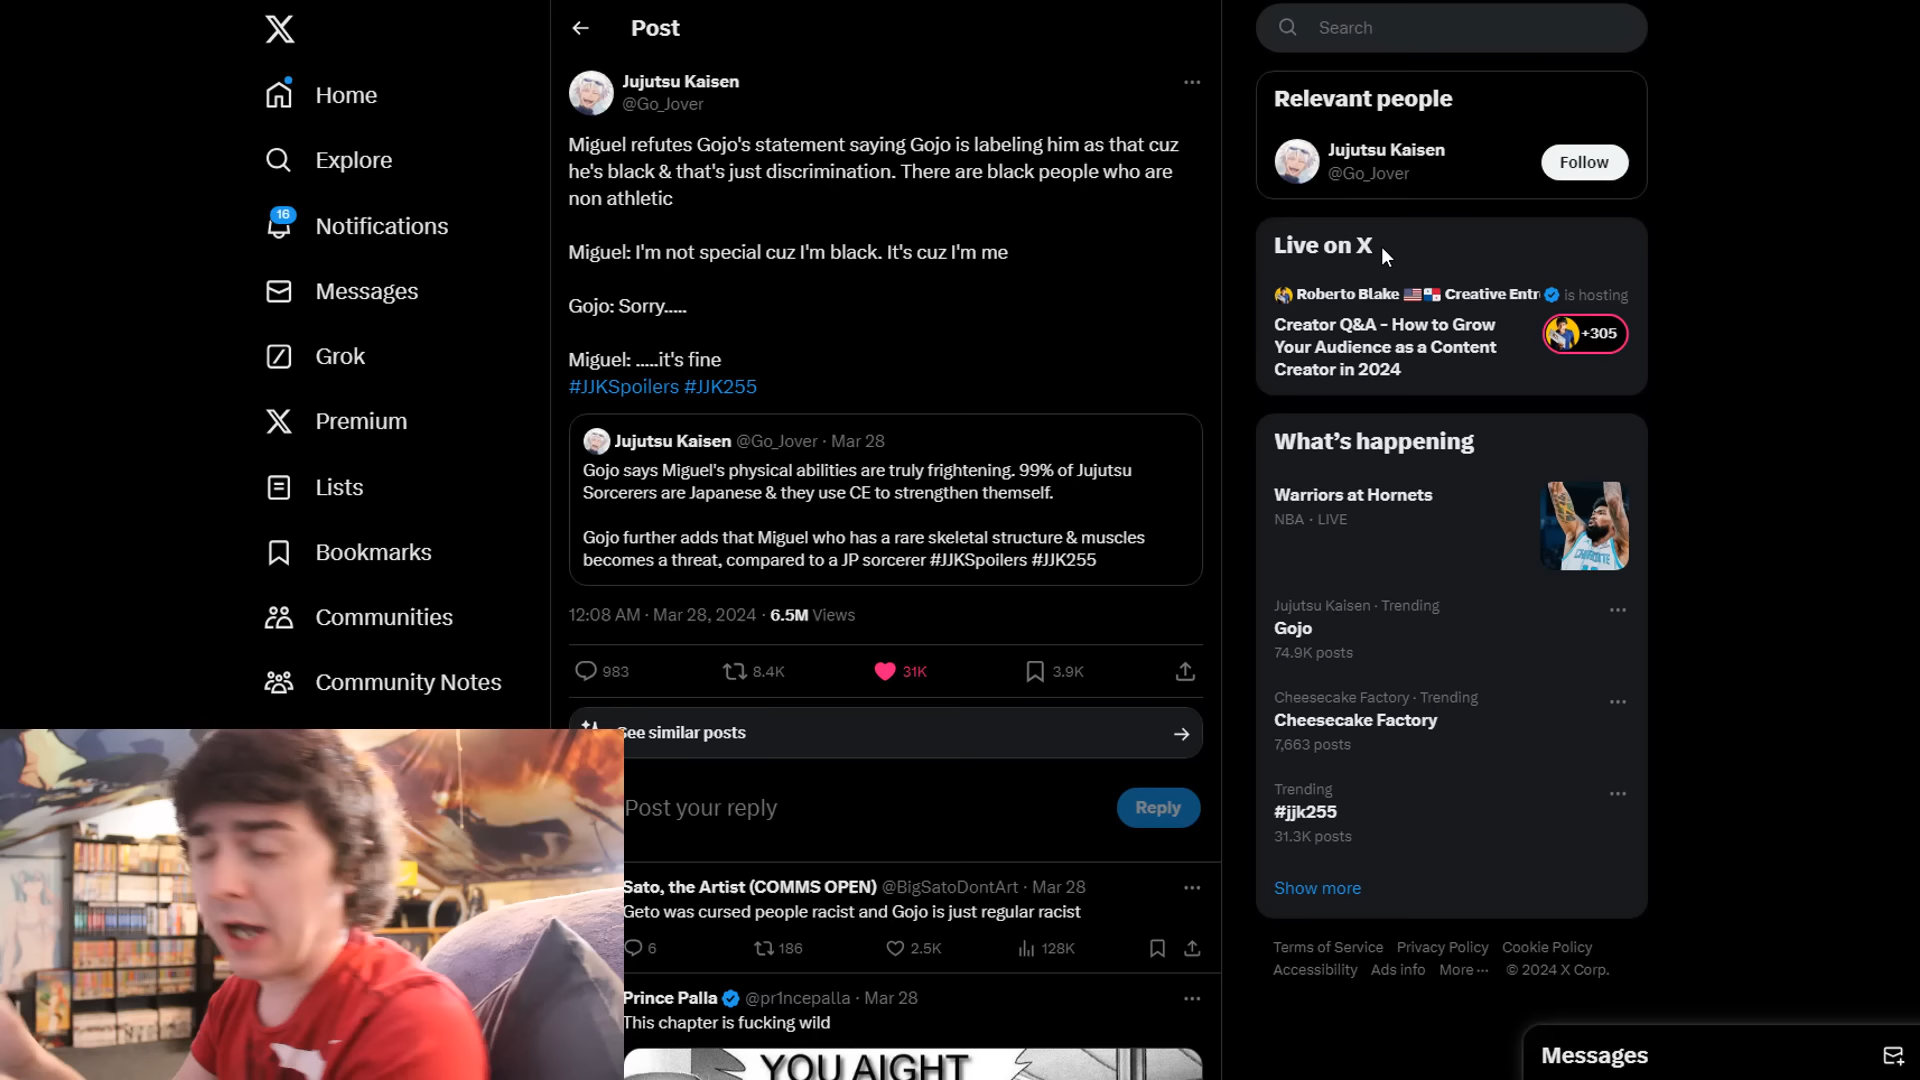 Home
Explore
16
Notifications
Messages
Grok
Premium
Lists
Bookmarks
Communities
Community Notes
Post
Jujutsu Kaisen
@Go_Jover
Miguel refutes Gojo's statement saying Gojo is labeling him as that cuz
he's black & that's just discrimination. There are black people who are
non athletic
Miguel: I'm not special cuz I'm black. It's cuz I'm me
Gojo: Sorry.....
Miguel: .....it's fine
#JJKSpoilers #JJK255
Jujutsu Kaisen @Go_Jover · Mar 28
Gojo says Miguel's physical abilities are truly frightening. 99% of Jujutsu
Sorcerers are Japanese & they use CE to strengthen themself.
Gojo further adds that Miguel who has a rare skeletal structure & muscles
becomes a threat, compared to a JP sorcerer #JJKSpoilers #JJK255
12:08 AM · Mar 28, 2024 · 6.5M Views
983 8.4K 31K 3.9K
See similar posts
Post your reply
Reply
Sato, the Artist (COMMS OPEN) @BigSatoDontArt · Mar 28
Geto was cursed people racist and Gojo is just regular racist
6 186 2.5K 128K
Prince Palla @pr1ncepalla · Mar 28
This chapter is fucking wild
YOU AIGHT
Search
Relevant people
Jujutsu Kaisen
@Go_Jover
Follow
Live on X
Roberto Blake Creative Entr is hosting
Creator Q&A - How to Grow
Your Audience as a Content
Creator in 2024
+305
What's happening
Warriors at Hornets
NBA · LIVE
Jujutsu Kaisen · Trending
Gojo
74.9K posts
Cheesecake Factory · Trending
Cheesecake Factory
7,663 posts
Trending
#jjk255
31.3K posts
Show more
Terms of Service Privacy Policy Cookie Policy
Accessibility Ads info More ··· © 2024 X Corp.
Messages